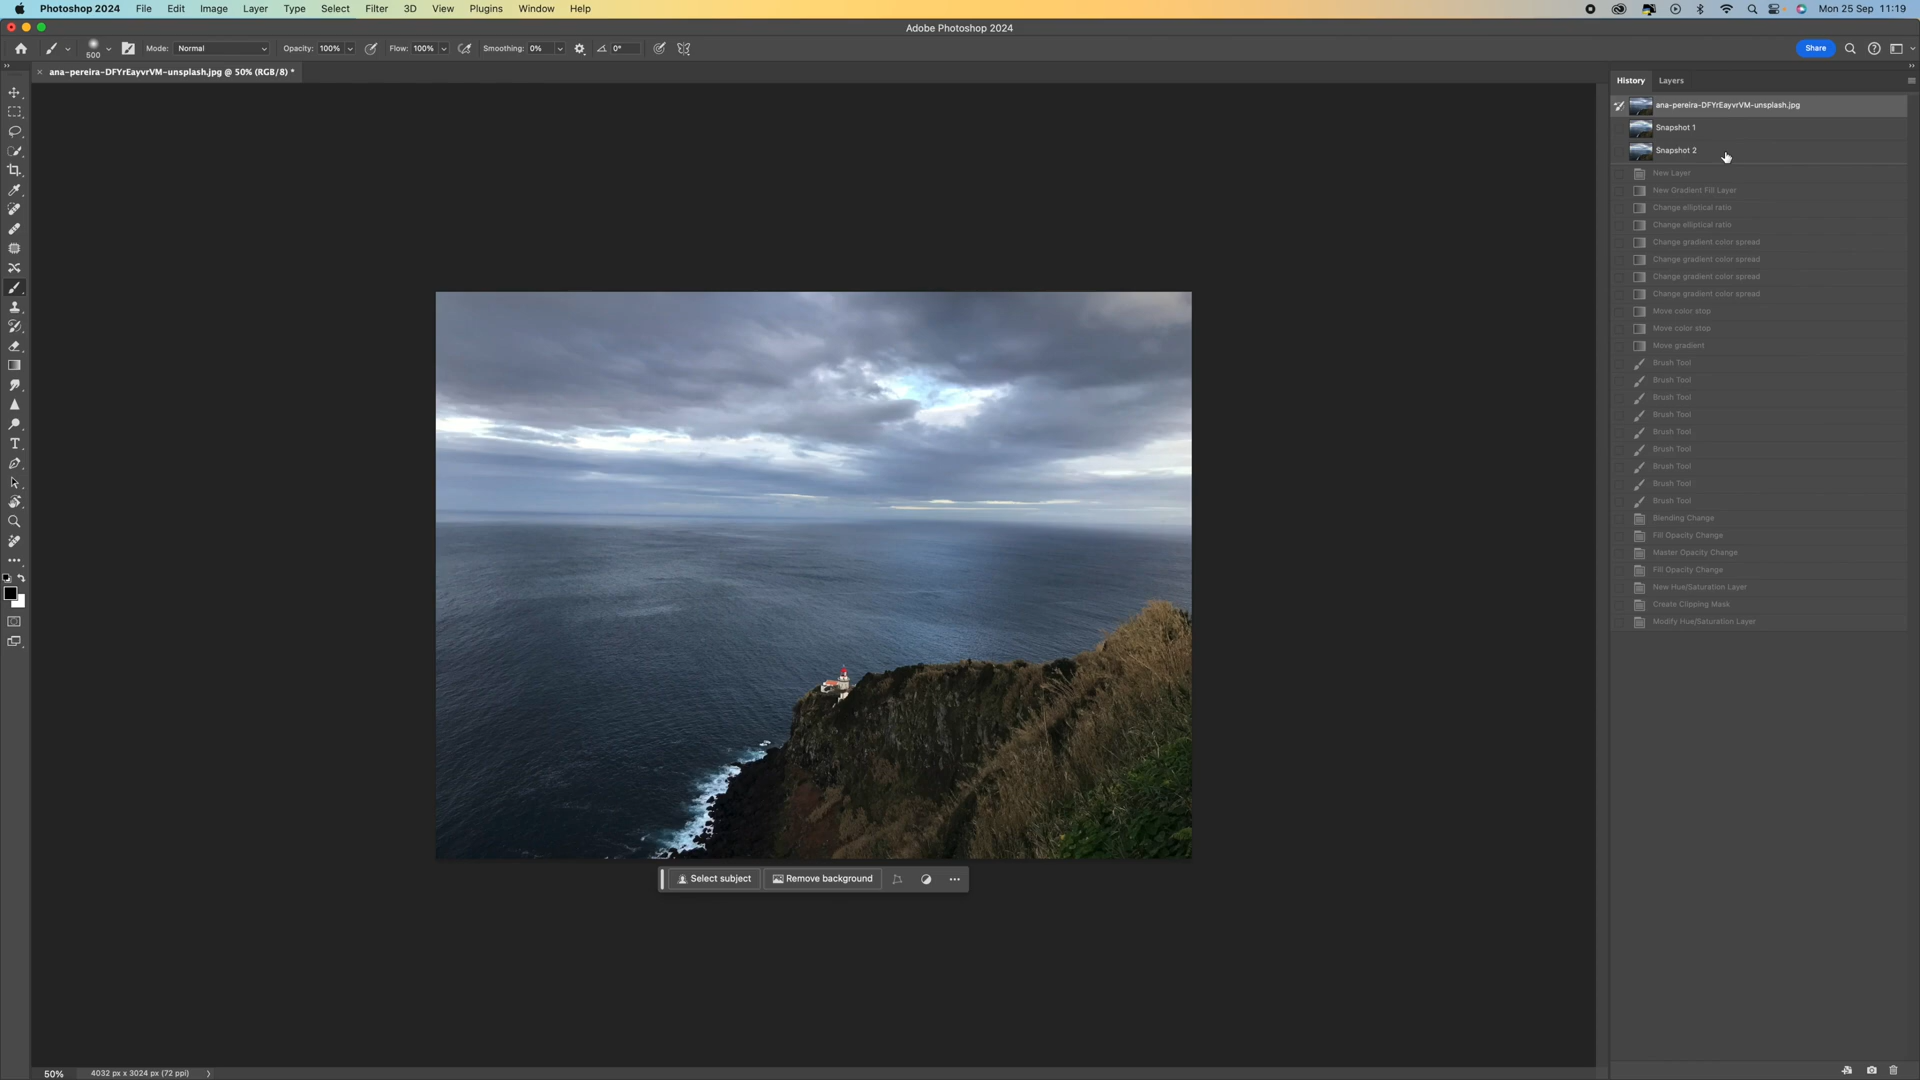 Photoshop 2024 File Edit Image Layer Type Select Filter 3D View Plugins Window Help Mon 25 Sep 11:19
Adobe Photoshop 2024
500 Mode: Normal Opacity: 100% Flow: 100% Smoothing: 0% 0° Share
ana-pereira-DFYrEayvrVM-unsplash.jpg @ 50% (RGB/8) *
History Layers
ana-pereira-DFYrEayvrVM-unsplash.jpg
Snapshot 1
Snapshot 2
New Layer
New Gradient Fill Layer
Change elliptical ratio
Change elliptical ratio
Change gradient color spread
Change gradient color spread
Change gradient color spread
Change gradient color spread
Move color stop
Move color stop
Move gradient
Brush Tool
Brush Tool
Brush Tool
Brush Tool
Brush Tool
Brush Tool
Brush Tool
Brush Tool
Brush Tool
Blending Change
Fill Opacity Change
Master Opacity Change
Fill Opacity Change
New Hue/Saturation Layer
Create Clipping Mask
Modify Hue/Saturation Layer
Select subject Remove background
50% 4032 px x 3024 px (72 ppi)